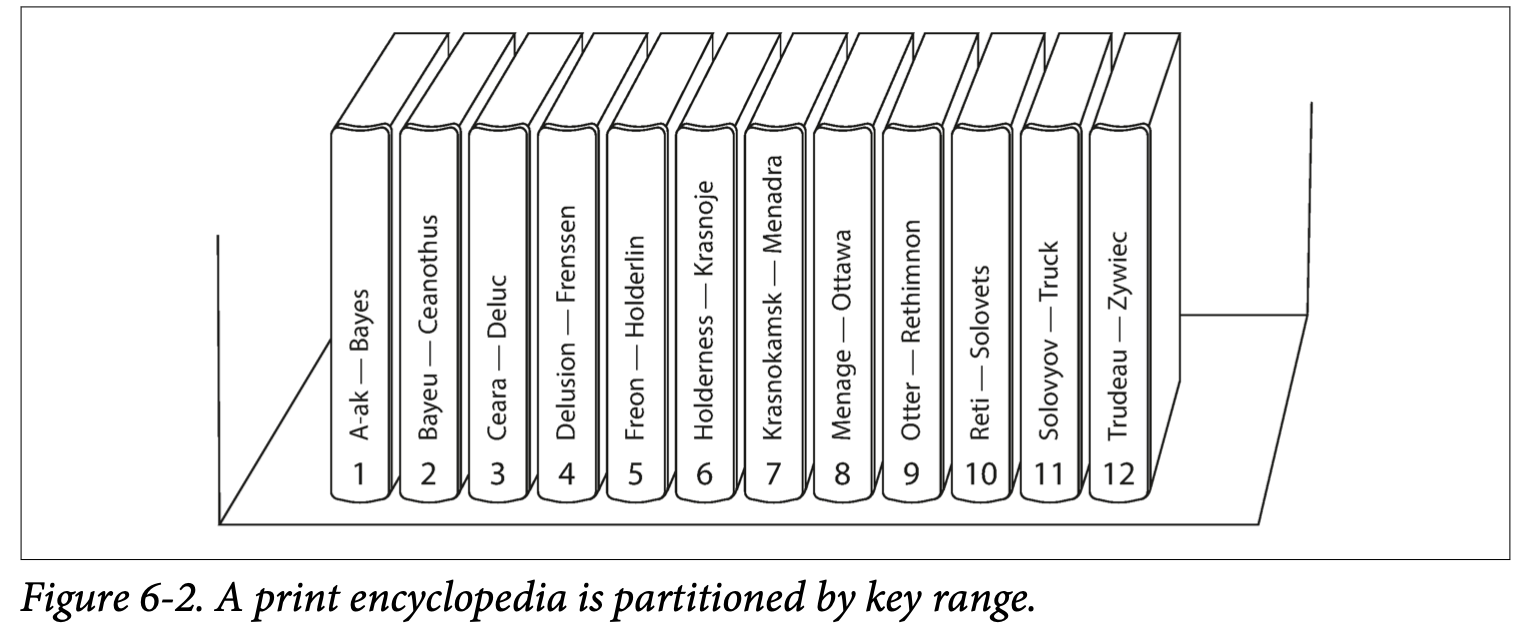 A-ak — Bayes
1
Bayeu — Ceanothus
2
Ceara — Deluc
3
Delusion — Frenssen
4
Freon — Holderlin
5
Holderness — Krasnoje
6
Krasnokamsk — Menadra
7
Menage — Ottawa
8
Otter — Rethimnon
9
Reti — Solovets
10
Solovyov — Truck
11
Trudeau — Zywiec
12
Figure 6-2. A print encyclopedia is partitioned by key range.